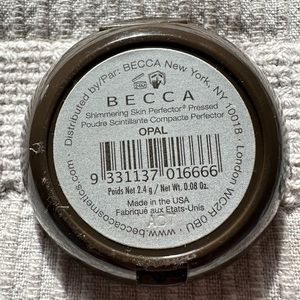 Distributed by/Par: BECCA New York, NY 10018 · London WC2R 0BU · www.beccacosmetics.com ·
BECCA
Shimmering Skin Perfector® Pressed
Poudre Scintillante Compacte Perfector
OPAL
9 331137 016666
Poids Net 2.4 g / Net Wt. 0.08 Oz.
Made in the USA
Fabriqué aux Etats-Unis